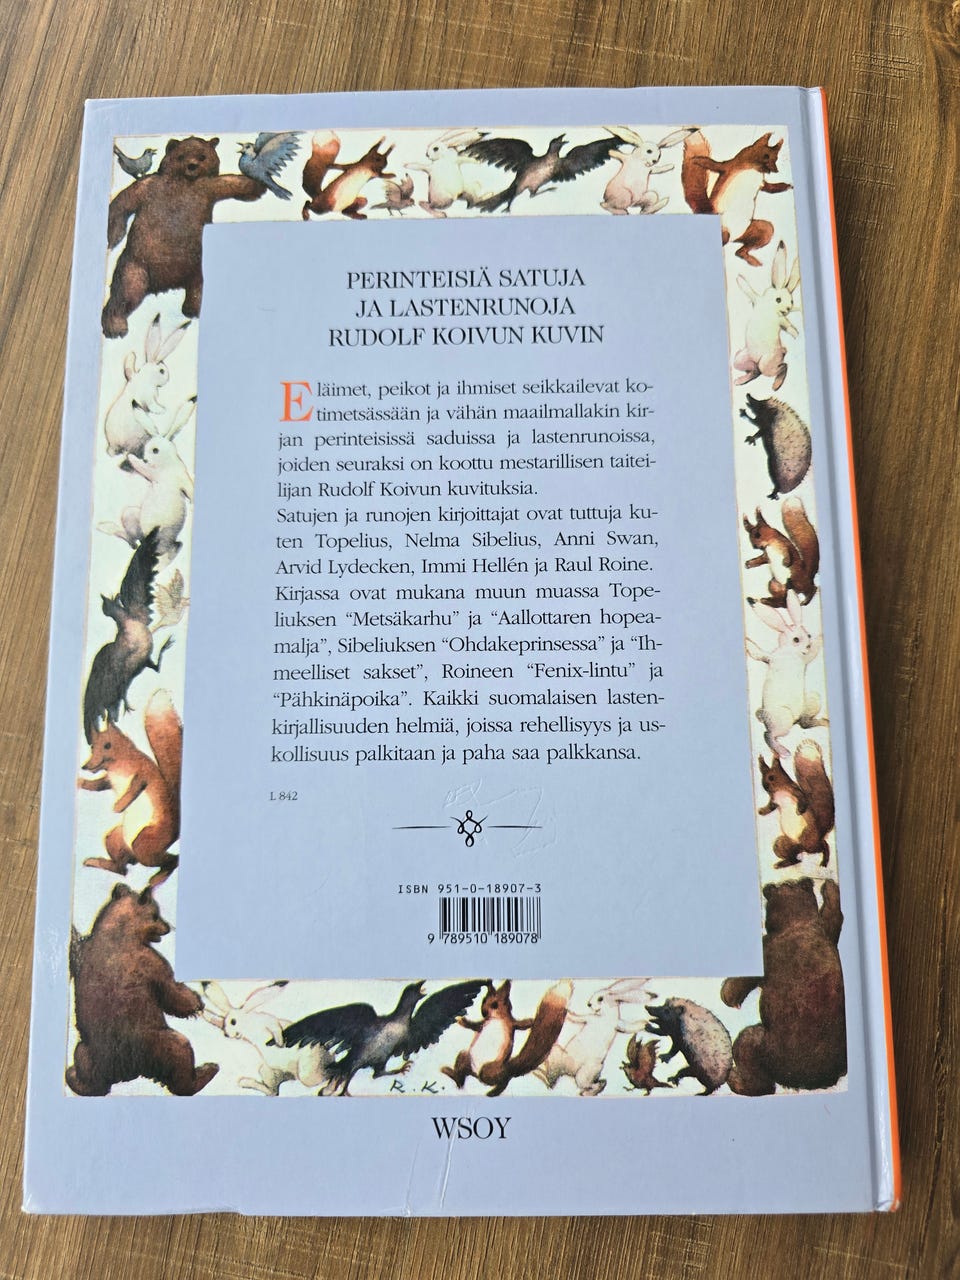 PERINTEISIÄ SATUJA
JA LASTENRUNOJA
RUDOLF KOIVUN KUVIN
Eläimet, peikot ja ihmiset seikkailevat ko-
timetsässään ja vähän maailmallakin kir-
jan perinteisissä saduissa ja lastenrunoissa,
joiden seuraksi on koottu mestarillisen taitei-
lijan Rudolf Koivun kuvituksia.
Satujen ja runojen kirjoittajat ovat tuttuja ku-
ten Topelius, Nelma Sibelius, Anni Swan,
Arvid Lydecken, Immi Hellén ja Raul Roine.
Kirjassa ovat mukana muun muassa Tope-
liuksen “Metsäkarhu” ja “Aallottaren hopea-
malja”, Sibeliuksen “Ohdakeprinsessa” ja “Ih-
meelliset sakset”, Roineen “Fenix-lintu” ja
“Pähkinäpoika”. Kaikki suomalaisen lasten-
kirjallisuuden helmiä, joissa rehellisyys ja us-
kollisuus palkitaan ja paha saa palkkansa.
L 842
ISBN 951-0-18907-3
9 789510 189078
R.K.
WSOY